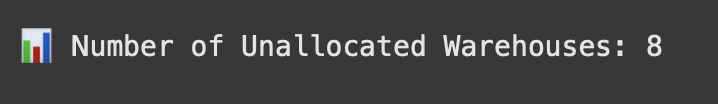 📊 Number of Unallocated Warehouses: 8